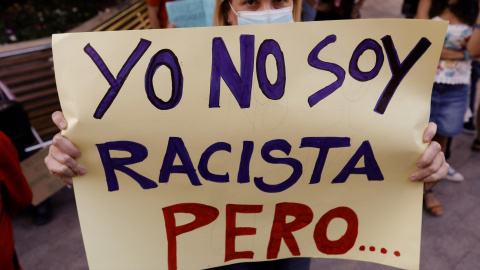 YO NO SOY
RACISTA
PERO....